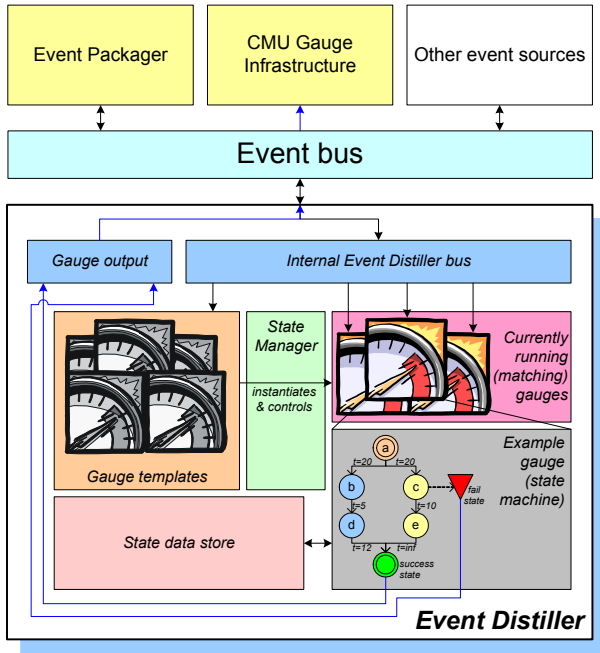 Event Packager
CMU Gauge
Infrastructure
Other event sources
Event bus
Gauge output
Internal Event Distiller bus
State
Manager
instantiates
& controls
Currently
running
(matching)
gauges
Gauge templates
Example
gauge
(state
machine)
a
t=20
t=20
b
c
fail
state
t=5
t=10
d
e
t=12
t=inf
success
state
State data store
Event Distiller